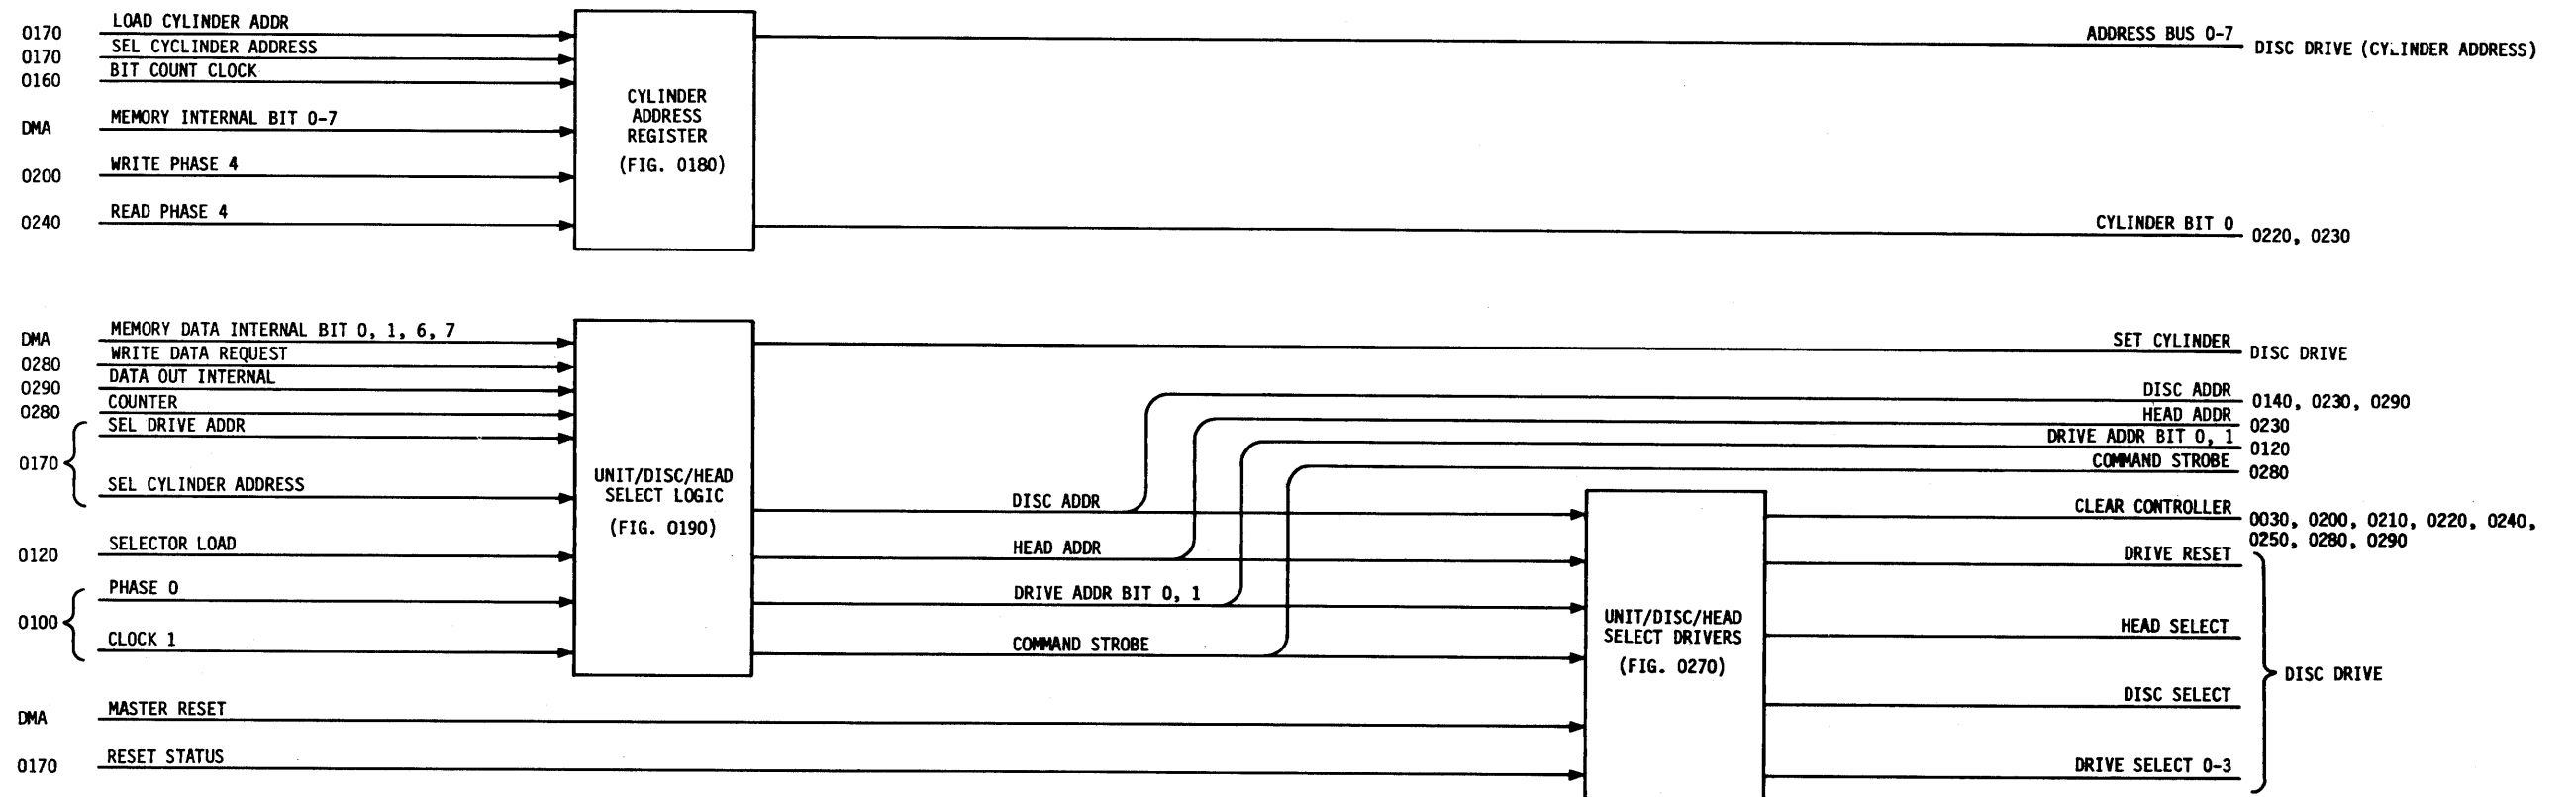 LOAD CYLINDER ADDR
0170
SEL CYCLINDER ADDRESS
0170
BIT COUNT CLOCK
0160
MEMORY INTERNAL BIT 0-7
DMA
WRITE PHASE 4
0200
READ PHASE 4
0240
CYLINDER
ADDRESS
REGISTER
(FIG. 0180)
ADDRESS BUS 0-7
DISC DRIVE (CYLINDER ADDRESS)
CYLINDER BIT 0
0220, 0230
MEMORY DATA INTERNAL BIT 0, 1, 6, 7
DMA
WRITE DATA REQUEST
0280
DATA OUT INTERNAL
0290
COUNTER
0280
SEL DRIVE ADDR
0170
SEL CYLINDER ADDRESS
SELECTOR LOAD
0120
PHASE 0
0100
CLOCK 1
UNIT/DISC/HEAD
SELECT LOGIC
(FIG. 0190)
SET CYLINDER
DISC DRIVE
DISC ADDR
0140, 0230, 0290
HEAD ADDR
0230
DRIVE ADDR BIT 0, 1
0120
COMMAND STROBE
0280
DISC ADDR
HEAD ADDR
DRIVE ADDR BIT 0, 1
COMMAND STROBE
MASTER RESET
DMA
RESET STATUS
0170
UNIT/DISC/HEAD
SELECT DRIVERS
(FIG. 0270)
CLEAR CONTROLLER
0030, 0200, 0210, 0220, 0240,
0250, 0280, 0290
DRIVE RESET
HEAD SELECT
DISC SELECT
DRIVE SELECT 0-3
DISC DRIVE